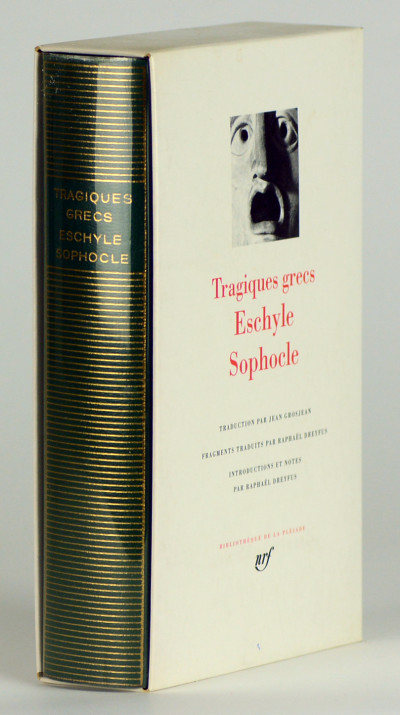 TRAGIQUES
GRECS
ESCHYLE
SOPHOCLE
Tragiques grecs
Eschyle
Sophocle
TRADUCTION PAR JEAN GROSJEAN
FRAGMENTS TRADUITS PAR RAPHAËL DREYFUS
INTRODUCTIONS ET NOTES
PAR RAPHAËL DREYFUS
BIBLIOTHÈQUE DE LA PLÉIADE
nrf